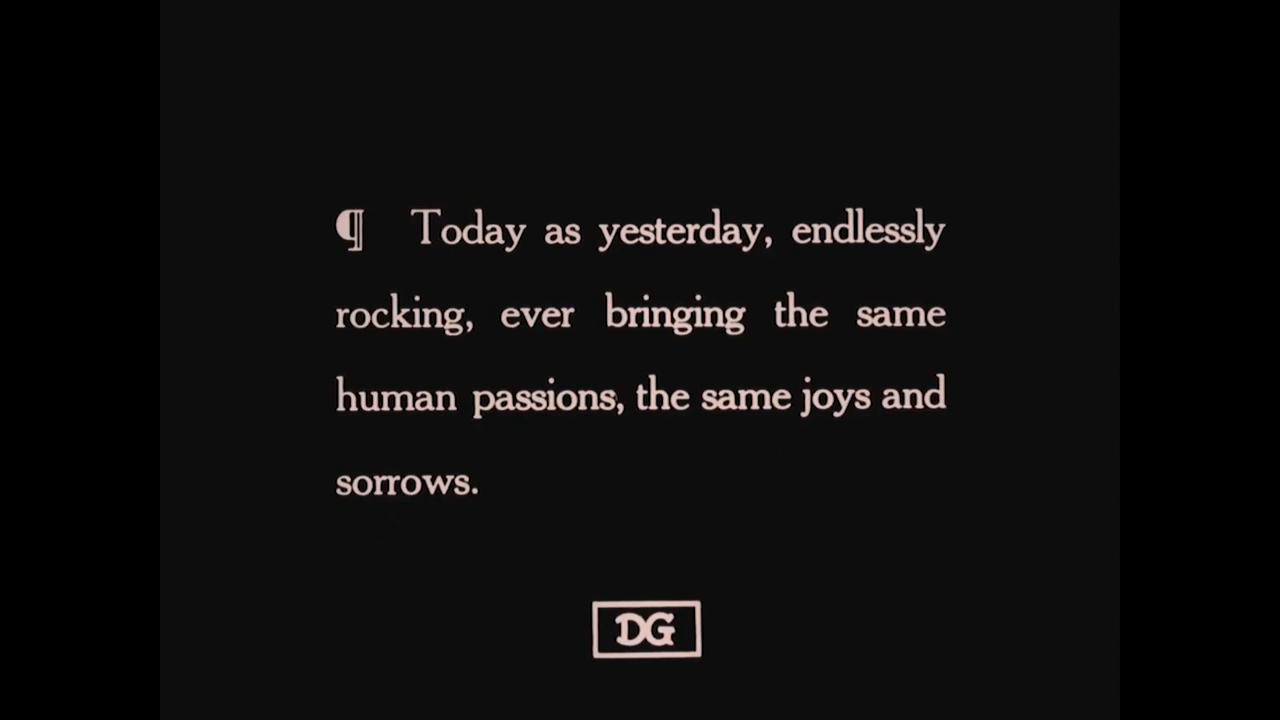 ¶ Today as yesterday, endlessly
rocking, ever bringing the same
human passions, the same joys and
sorrows.
DG